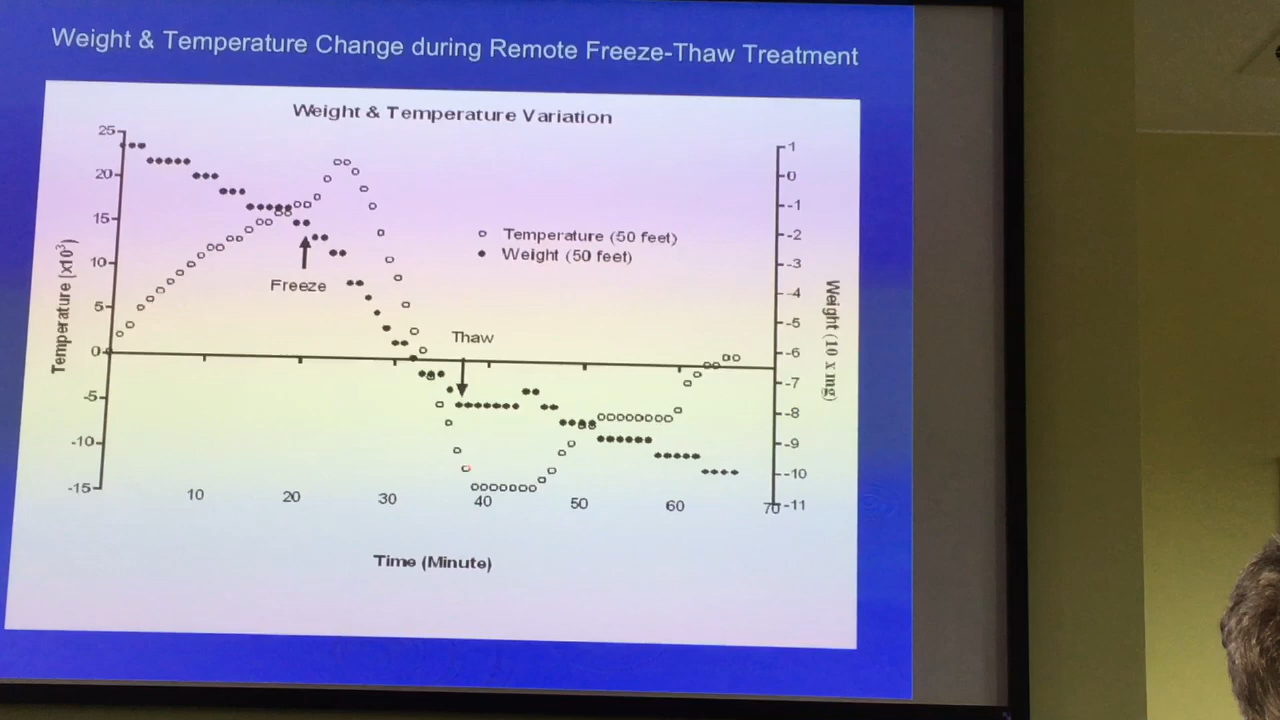 Weight & Temperature Change during Remote Freeze-Thaw Treatment
Weight & Temperature Variation
25
20
15
10
5
0
-5
-10
-15
Temperature (x10³)
1
0
-1
-2
-3
-4
-5
-6
-7
-8
-9
-10
-11
Weight (10 x mg)
Temperature (50 feet)
Weight (50 feet)
Freeze
Thaw
10 20 30 40 50 60 70
Time (Minute)